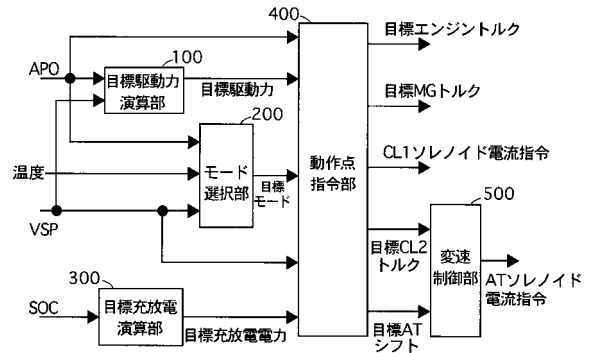 400
目標エンジントルク
APO
100
目標駆動力
演算部
目標駆動力
目標MGトルク
200
温度
モード
選択部
目標
モード
動作点
指令部
CL1ソレノイド電流指令
500
VSP
目標CL2
トルク
変速
制御部
ATソレノイド
電流指令
300
SOC
目標充放電
演算部
目標充放電電力
目標AT
シフト